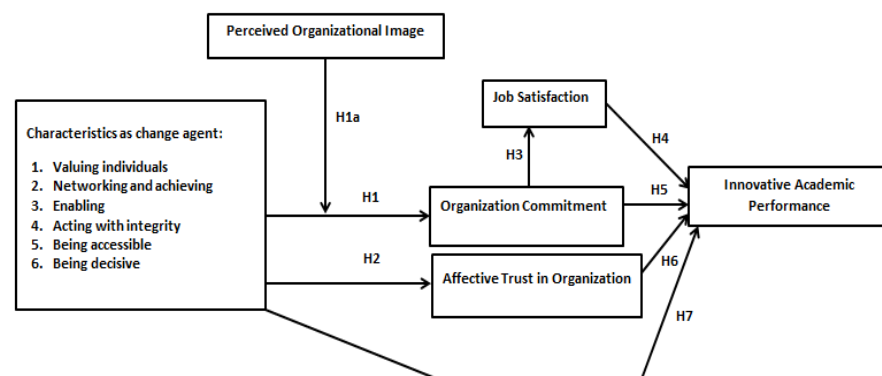 Perceived Organizational Image
Job Satisfaction
H1a
Characteristics as change agent:
1. Valuing individuals
2. Networking and achieving
3. Enabling
4. Acting with integrity
5. Being accessible
6. Being decisive
H3
H4
H1
Organization Commitment
H5
Innovative Academic
Performance
H2
Affective Trust in Organization
H6
H7